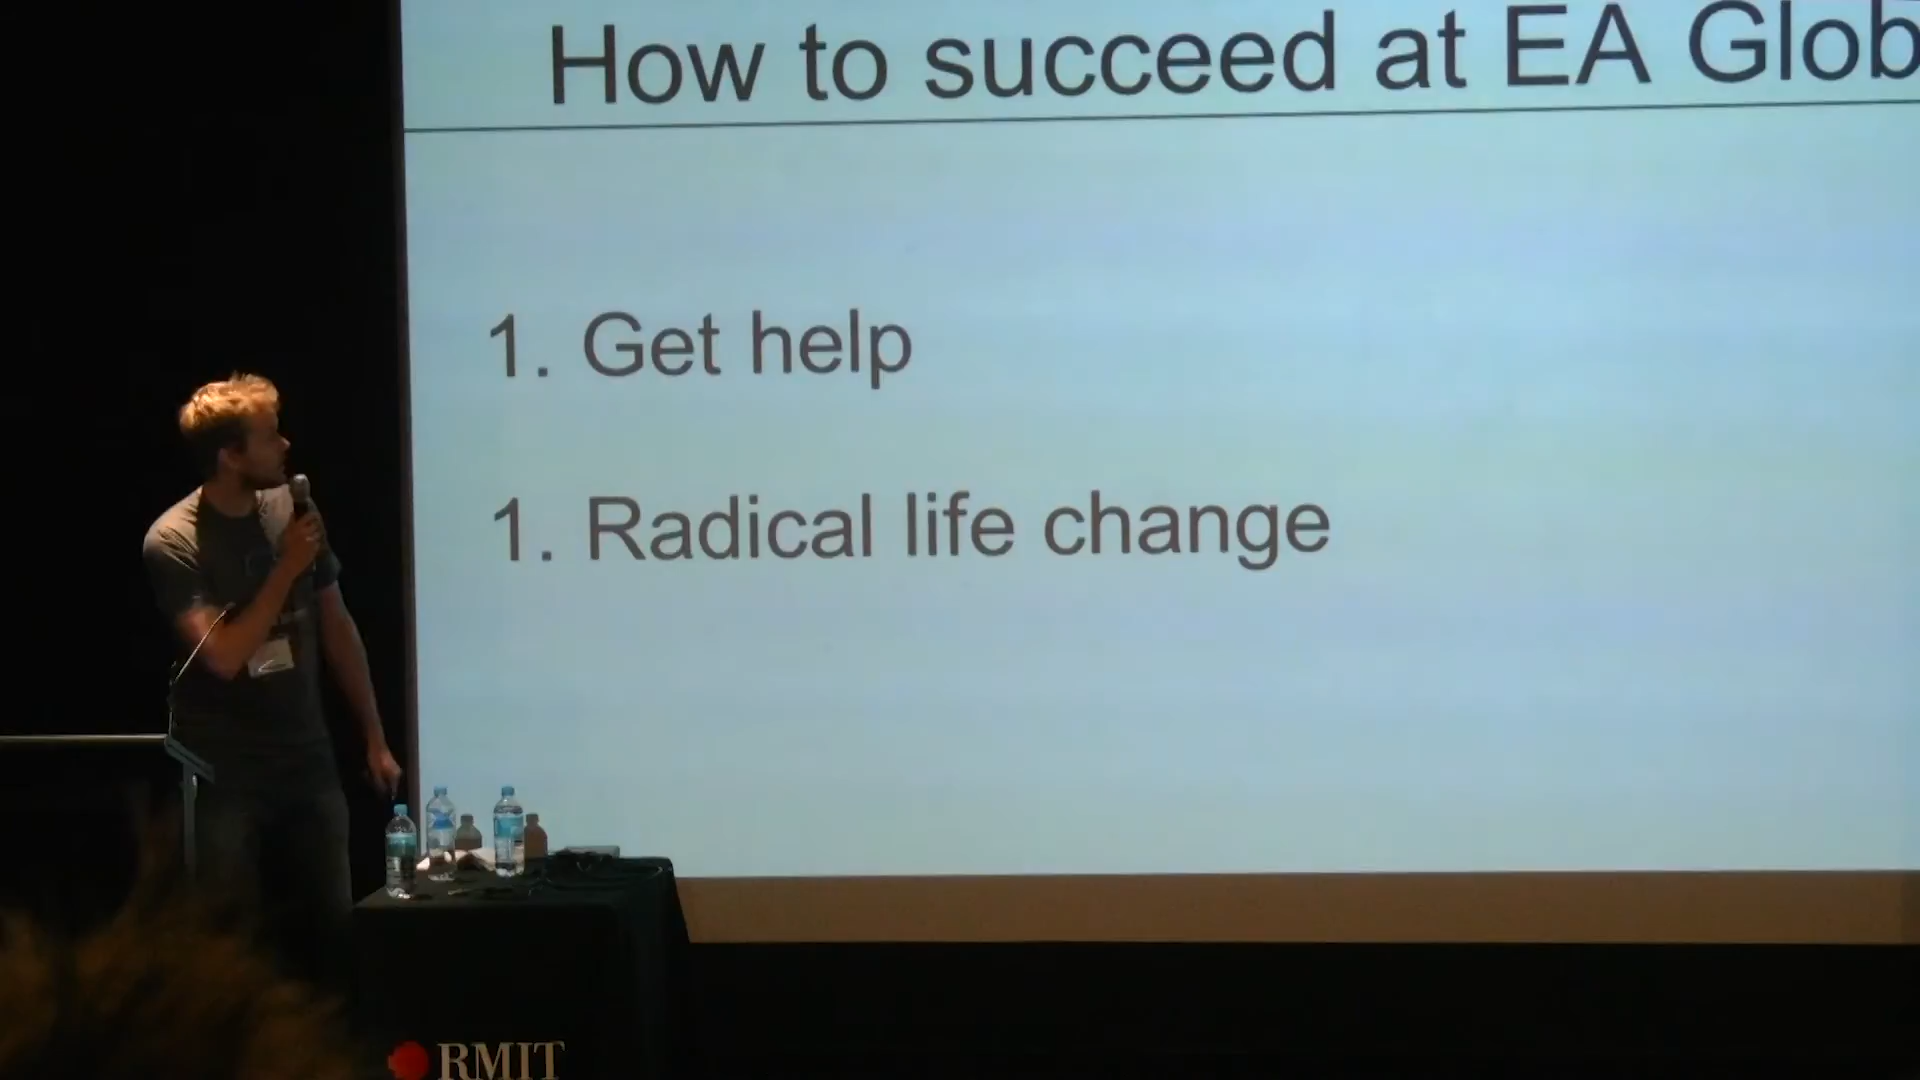 How to succeed at EA Glob
1. Get help
1. Radical life change
RMIT